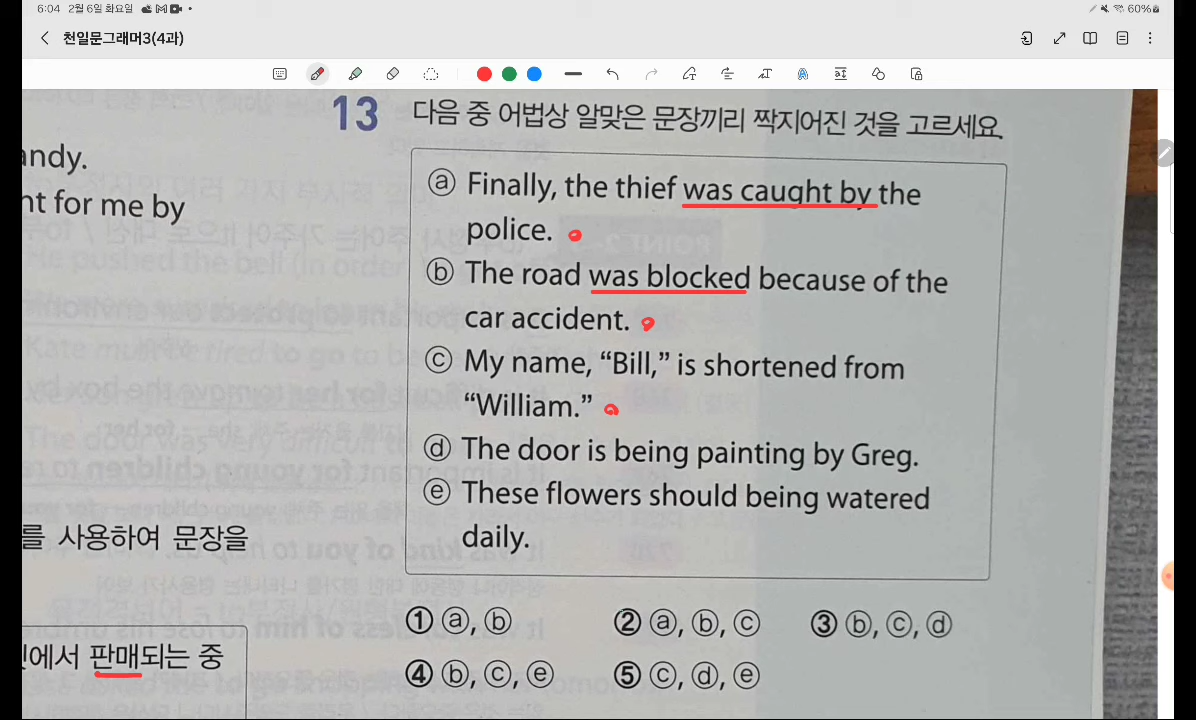 6:04 2월 6일 화요일
60%
천일문그래머3(4과)
andy.
nt for me by
를 사용하여 문장을
에서 판매되는 중
13 다음 중 어법상 알맞은 문장끼리 짝지어진 것을 고르세요.
ⓐ Finally, the thief was caught by the
police.
ⓑ The road was blocked because of the
car accident.
ⓒ My name, “Bill,” is shortened from
“William.”
ⓓ The door is being painting by Greg.
ⓔ These flowers should being watered
daily.
① ⓐ, ⓑ ② ⓐ, ⓑ, ⓒ ③ ⓑ, ⓒ, ⓓ
④ ⓑ, ⓒ, ⓔ ⑤ ⓒ, ⓓ, ⓔ